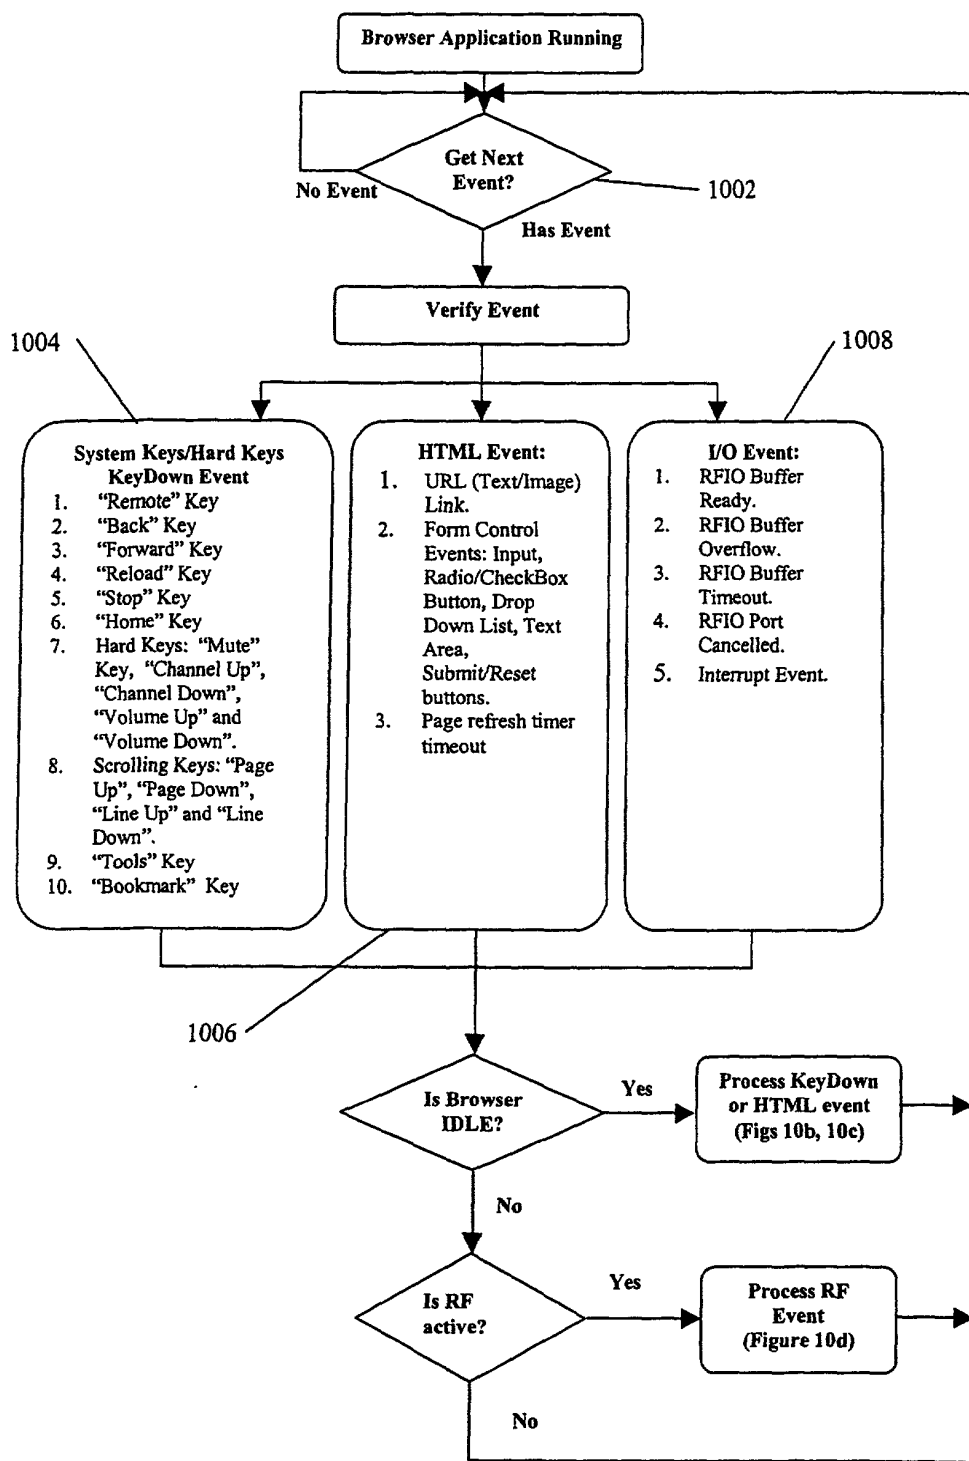 Browser Application Running
Get Next
Event?
No Event
1002
Has Event
Verify Event
1004
1008
System Keys/Hard Keys
KeyDown Event
1. “Remote” Key
2. “Back” Key
3. “Forward” Key
4. “Reload” Key
5. “Stop” Key
6. “Home” Key
7. Hard Keys: “Mute”
Key, “Channel Up”,
“Channel Down”,
“Volume Up” and
“Volume Down”.
8. Scrolling Keys: “Page
Up”, “Page Down”,
“Line Up” and “Line
Down”.
9. “Tools” Key
10. “Bookmark” Key
HTML Event:
1. URL (Text/Image)
Link.
2. Form Control
Events: Input,
Radio/CheckBox
Button, Drop
Down List, Text
Area,
Submit/Reset
buttons.
3. Page refresh timer
timeout
I/O Event:
1. RFIO Buffer
Ready.
2. RFIO Buffer
Overflow.
3. RFIO Buffer
Timeout.
4. RFIO Port
Cancelled.
5. Interrupt Event.
1006
Is Browser
IDLE?
Yes
Process KeyDown
or HTML event
(Figs 10b, 10c)
No
Is RF
active?
Yes
Process RF
Event
(Figure 10d)
No